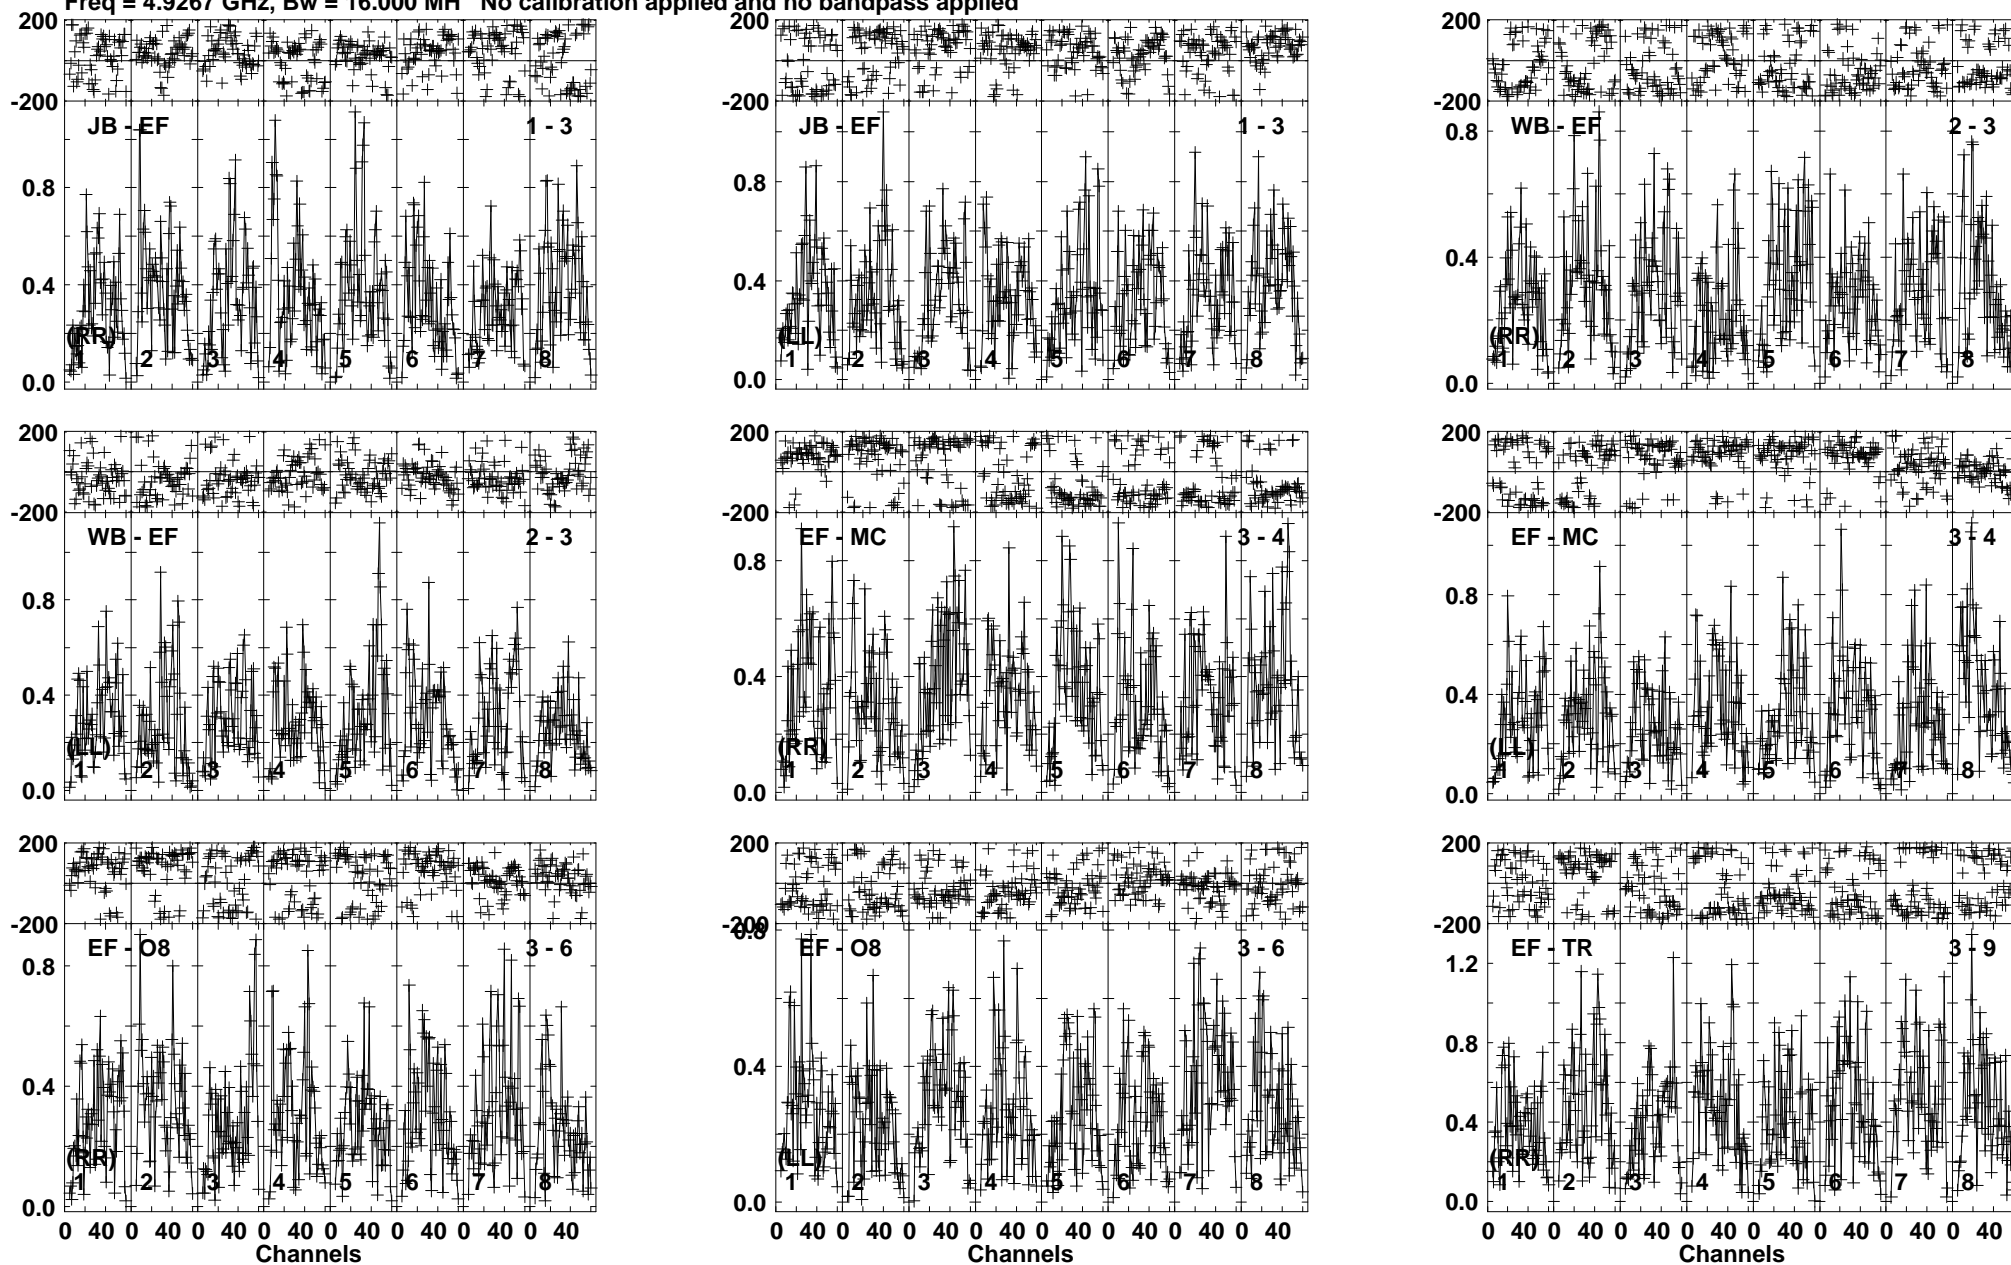 Freq = 4.9267 GHz, Bw = 16.000 MH No calibration applied and no bandpass applied
200 200 200
-200 -200 -200
JB - EF 1 - 3 JB - EF 1 - 3 WB - EF 2 - 3
0.8 0.8 0.8
0.4 0.4 0.4
(RR) (LL) (RR)
1 2 3 4 5 6 7 8 1 2 3 4 5 6 7 8 1 2 3 4 5 6 7 8
0.0 0.0 0.0
200 200 200
-200 -200 -200
WB - EF 2 - 3 EF - MC 3 - 4 EF - MC 3 - 4
0.8 0.8 0.8
0.4 0.4 0.4
(LL) (RR) (LL)
1 2 3 4 5 6 7 8 1 2 3 4 5 6 7 8 1 2 3 4 5 6 7 8
0.0 0.0 0.0
200 200 200
-200 -200 -200
EF - O8 3 - 6 0.8 EF - O8 3 - 6 EF - TR 3 - 9
0.8 1.2
0.8
0.4 0.4 0.4
(RR) (LL) (RR)
1 2 3 4 5 6 7 8 1 2 3 4 5 6 7 8 1 2 3 4 5 6 7 8
0.0 0.0 0.0
0 40 0 40 0 40 0 40 0 40 0 40 0 40 0 40 0 40 0 40 0 40 0 40 0 40 0 40 0 40 0 40 0 40 0 40 0 40 0 40 0 40 0 40 0 40 0 40
Channels Channels Channels